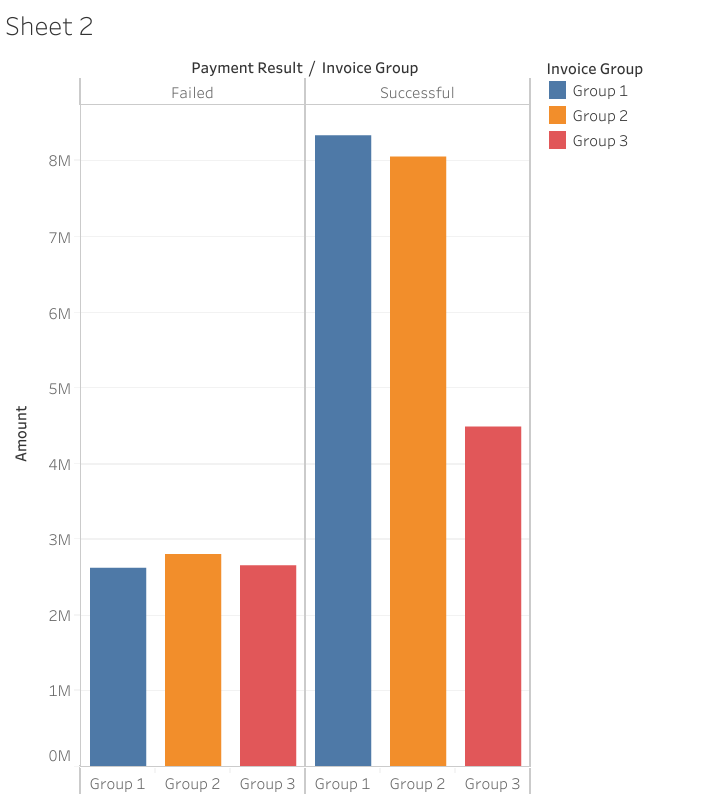 Sheet 2
Payment Result / Invoice Group
Failed
Successful
Invoice Group
Group 1
Group 2
Group 3
8M
7M
6M
5M
4M
3M
2M
1M
0M
Amount
Group 1
Group 2
Group 3
Group 1
Group 2
Group 3